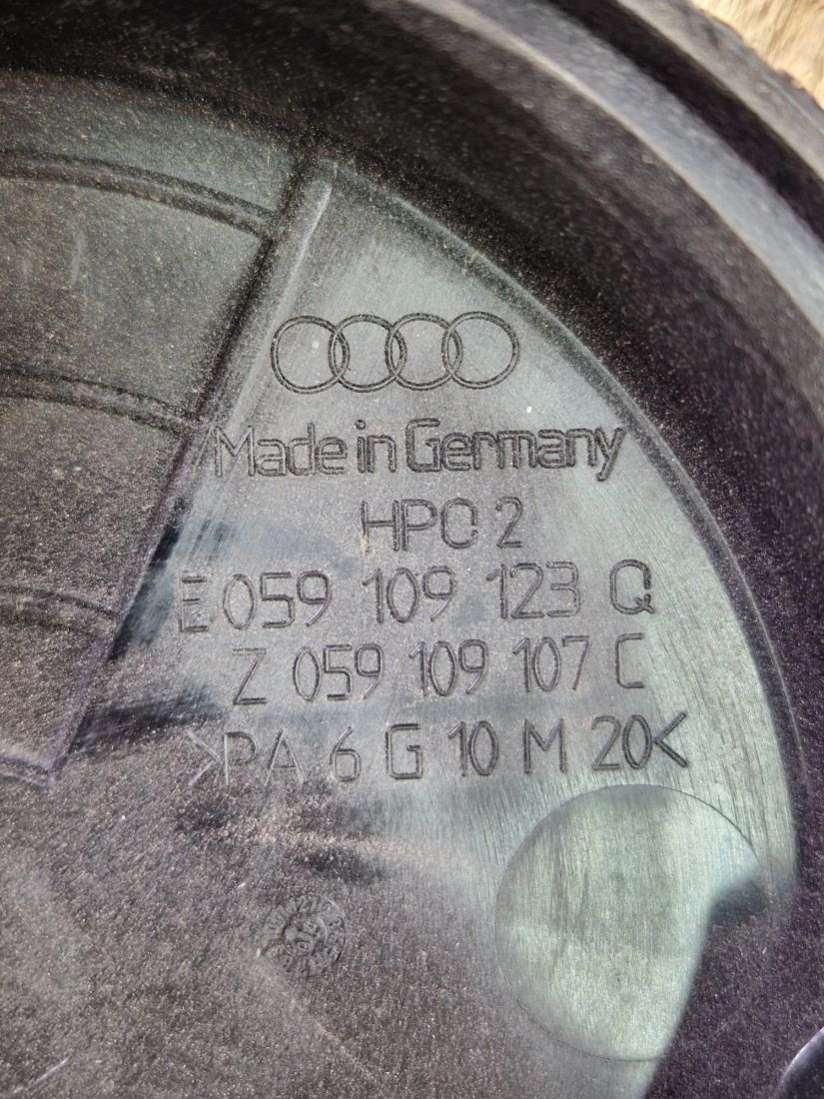 Made in Germany
HPO 2
E 059 109 123 Q
Z 059 109 107 C
>PA 6 G 10 M 20<